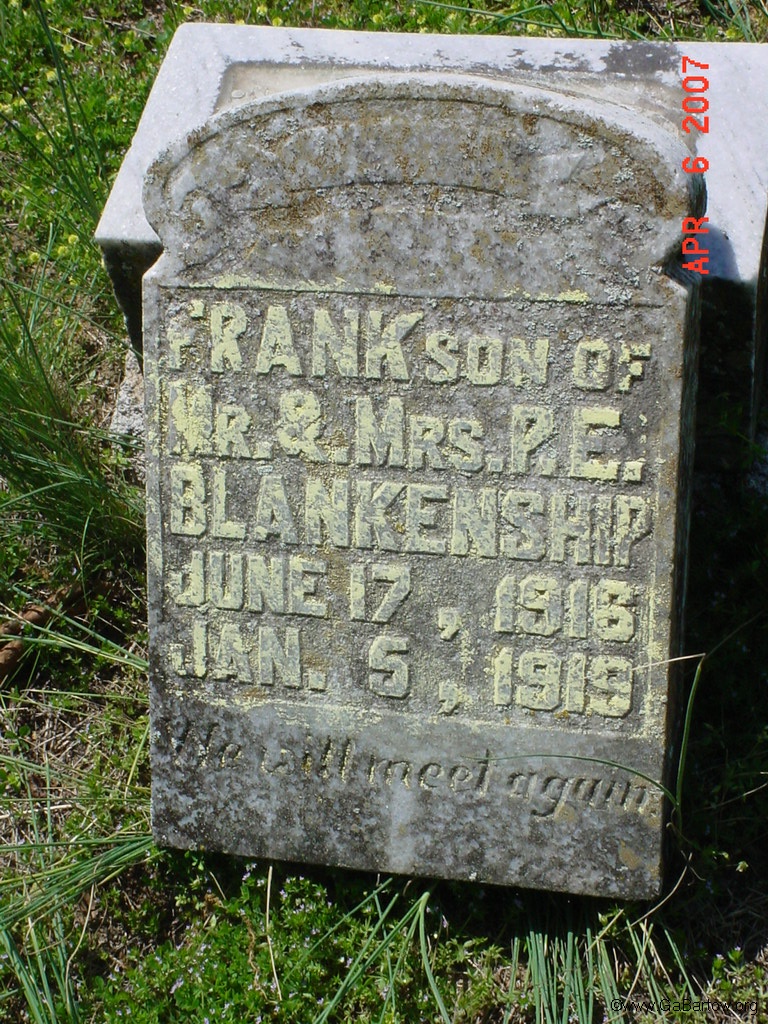 FRANK SON OF
MR. & MRS. P. E.
BLANKENSHIP
JUNE 17, 1916
JAN. 5, 1919
We will meet again.
APR 6 2007
©www.GaBartow.org